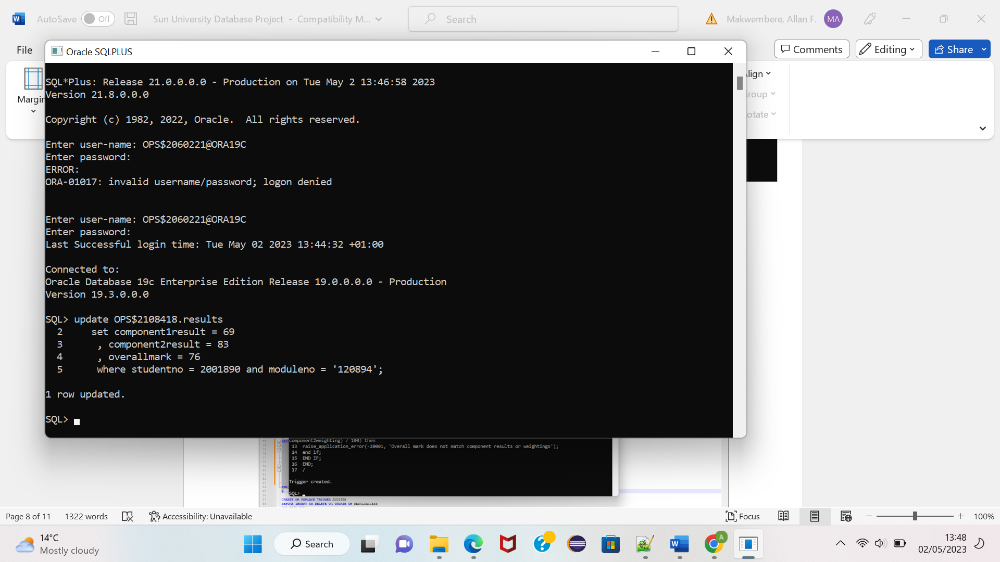 AutoSave Off Sun University Database Project - Compatibility M... Search Makwembere, Allan F. MA
File Comments Editing Share
Oracle SQLPLUS
Margin
lign
roup
otate
SQL*Plus: Release 21.0.0.0.0 - Production on Tue May 2 13:46:58 2023
Version 21.8.0.0.0
Copyright (c) 1982, 2022, Oracle.  All rights reserved.
Enter user-name: OPS$2060221@ORA19C
Enter password:
ERROR:
ORA-01017: invalid username/password; logon denied
Enter user-name: OPS$2060221@ORA19C
Enter password:
Last Successful login time: Tue May 02 2023 13:44:32 +01:00
Connected to:
Oracle Database 19c Enterprise Edition Release 19.0.0.0.0 - Production
Version 19.3.0.0.0
SQL> update OPS$2108418.results
2 set component1result = 69
3 , component2result = 83
4 , overallmark = 76
5 where studentno = 2001890 and moduleno = '120894';
1 row updated.
SQL>
component2weighting) / 100) then
13 raise_application_error(-20001, 'Overall mark does not match component results or weightings');
14 end if;
15 END IF;
16 END;
17 /
Trigger created.
SQL>
CREATE OR REPLACE TRIGGER AUDITER
BEFORE INSERT OR DELETE OR UPDATE ON RESULTACCESS
Page 8 of 11 1322 words Accessibility: Unavailable Focus 100%
14°C
Mostly cloudy
Search
A
W
13:48
02/05/2023